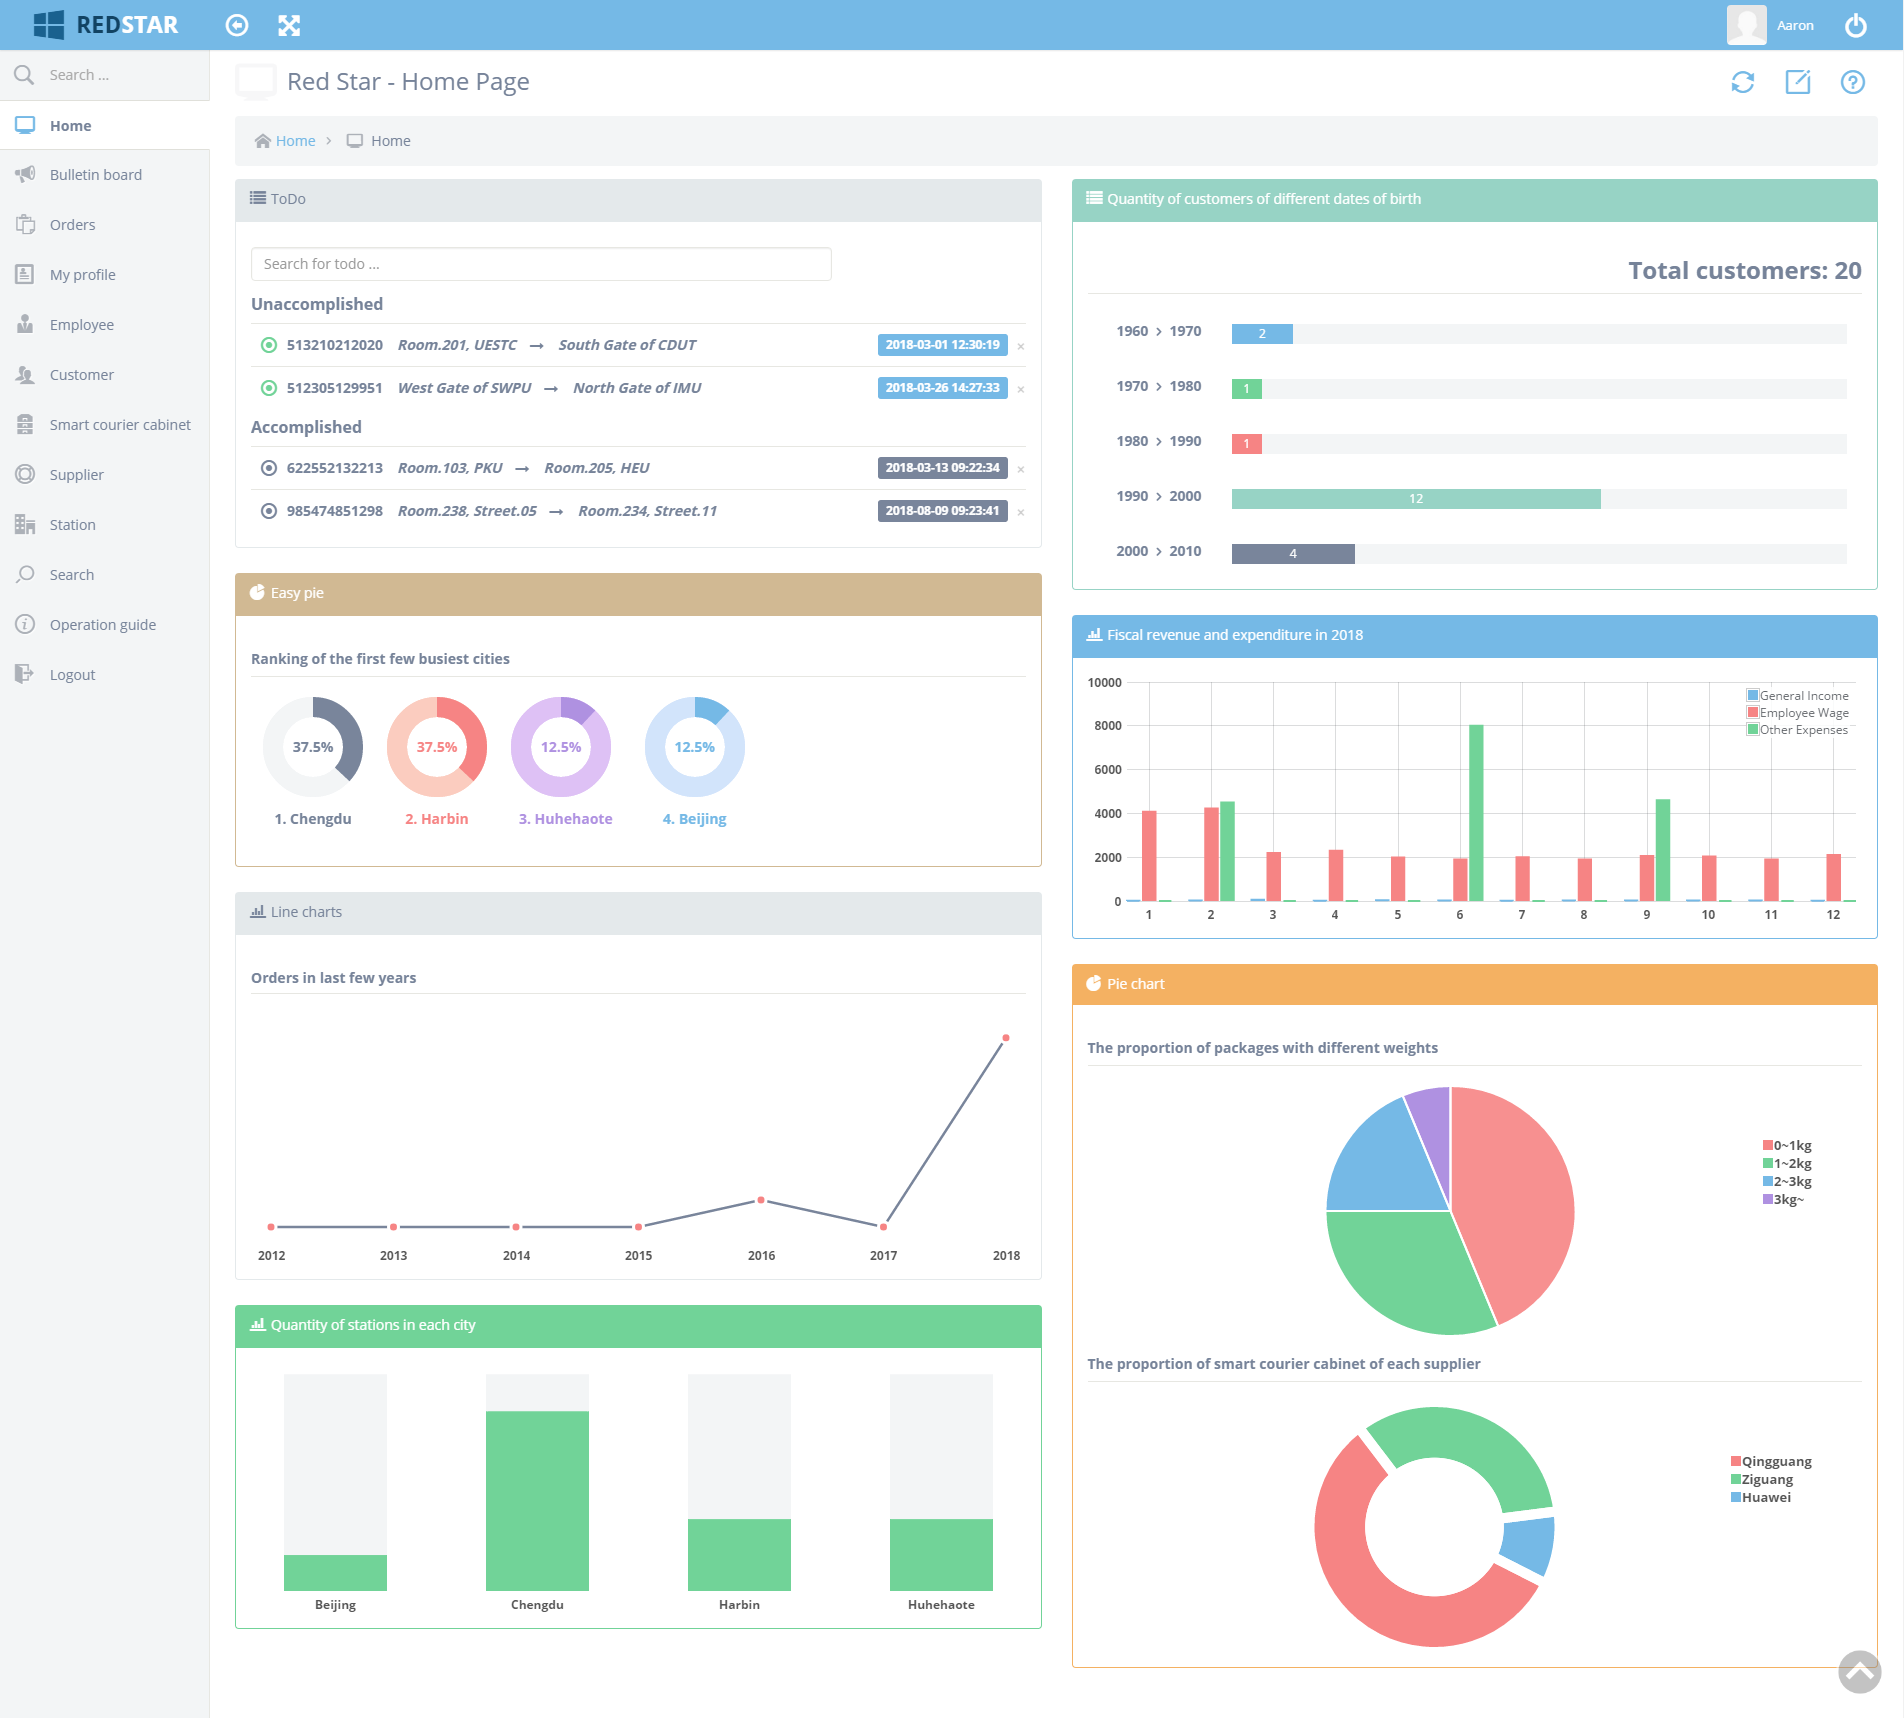 REDSTAR
Aaron
Search ...
Home
Bulletin board
Orders
My profile
Employee
Customer
Smart courier cabinet
Supplier
Station
Search
Operation guide
Logout
Red Star - Home Page
Home > Home
ToDo
Search for todo ...
Unaccomplished
513210212020 Room.201, UESTC → South Gate of CDUT 2018-03-01 12:30:19 ×
512305129951 West Gate of SWPU → North Gate of IMU 2018-03-26 14:27:33 ×
Accomplished
622552132213 Room.103, PKU → Room.205, HEU 2018-03-13 09:22:34 ×
985474851298 Room.238, Street.05 → Room.234, Street.11 2018-08-09 09:23:41 ×
Easy pie
Ranking of the first few busiest cities
37.5% 37.5% 12.5% 12.5%
1. Chengdu 2. Harbin 3. Huhehaote 4. Beijing
Line charts
Orders in last few years
2012 2013 2014 2015 2016 2017 2018
Quantity of stations in each city
Beijing Chengdu Harbin Huhehaote
Quantity of customers of different dates of birth
Total customers: 20
1960 > 1970 2
1970 > 1980 1
1980 > 1990 1
1990 > 2000 12
2000 > 2010 4
Fiscal revenue and expenditure in 2018
10000
8000
6000
4000
2000
0
General Income
Employee Wage
Other Expenses
1 2 3 4 5 6 7 8 9 10 11 12
Pie chart
The proportion of packages with different weights
0~1kg
1~2kg
2~3kg
3kg~
The proportion of smart courier cabinet of each supplier
Qingguang
Ziguang
Huawei